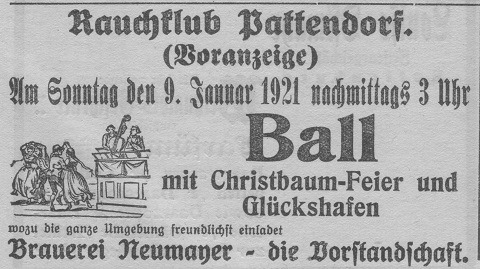 Rauchklub Pattendorf.
(Voranzeige)
Am Sonntag den 9. Januar 1921 nachmittags 3 Uhr
Ball
mit Christbaum-Feier und
Glückshafen
wozu die ganze Umgebung freundlichst einladet
Brauerei Neumayer - die Vorstandschaft.